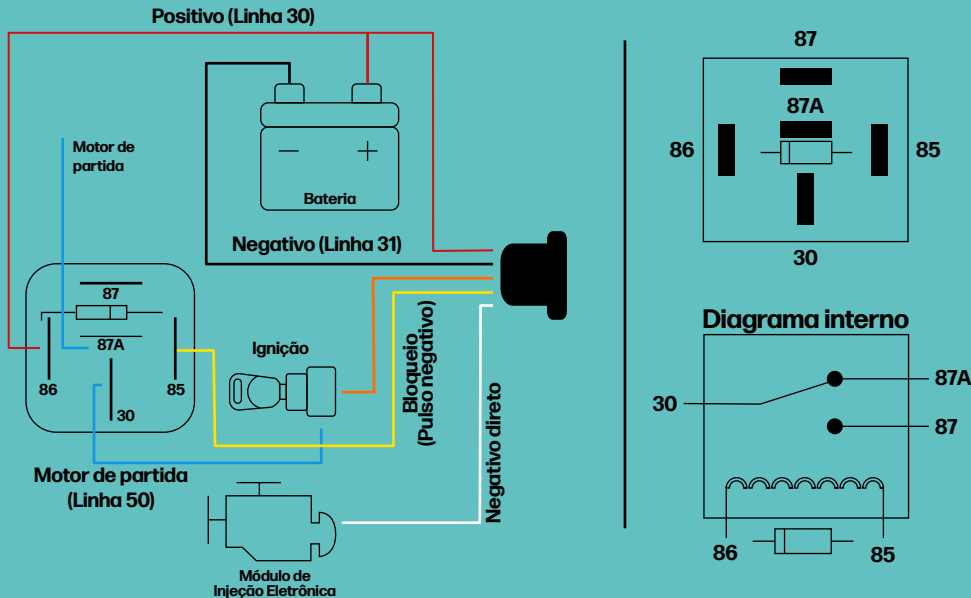 Positivo (Linha 30)
Motor de
partida
Bateria
Negativo (Linha 31)
87
87A
86
85
30
Ignição
Bloqueio
(Pulso negativo)
Negativo direto
Motor de partida
(Linha 50)
Módulo de
Injeção Eletrônica
87
87A
86
85
30
Diagrama interno
87A
30
87
86
85